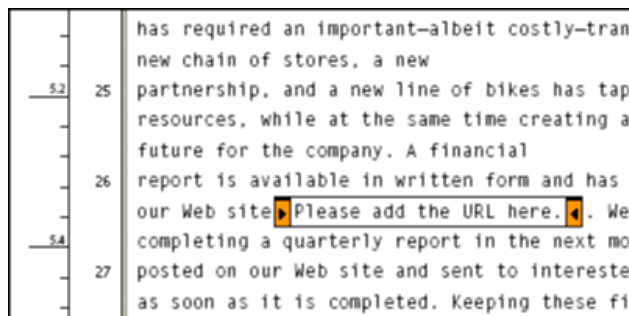 has required an important—albeit costly—tran
new chain of stores, a new
5.2 25 partnership, and a new line of bikes has tap
resources, while at the same time creating a
future for the company. A financial
26 report is available in written form and has
our Web site Please add the URL here. . We
5.4 completing a quarterly report in the next mo
27 posted on our Web site and sent to intereste
as soon as it is completed. Keeping these fi